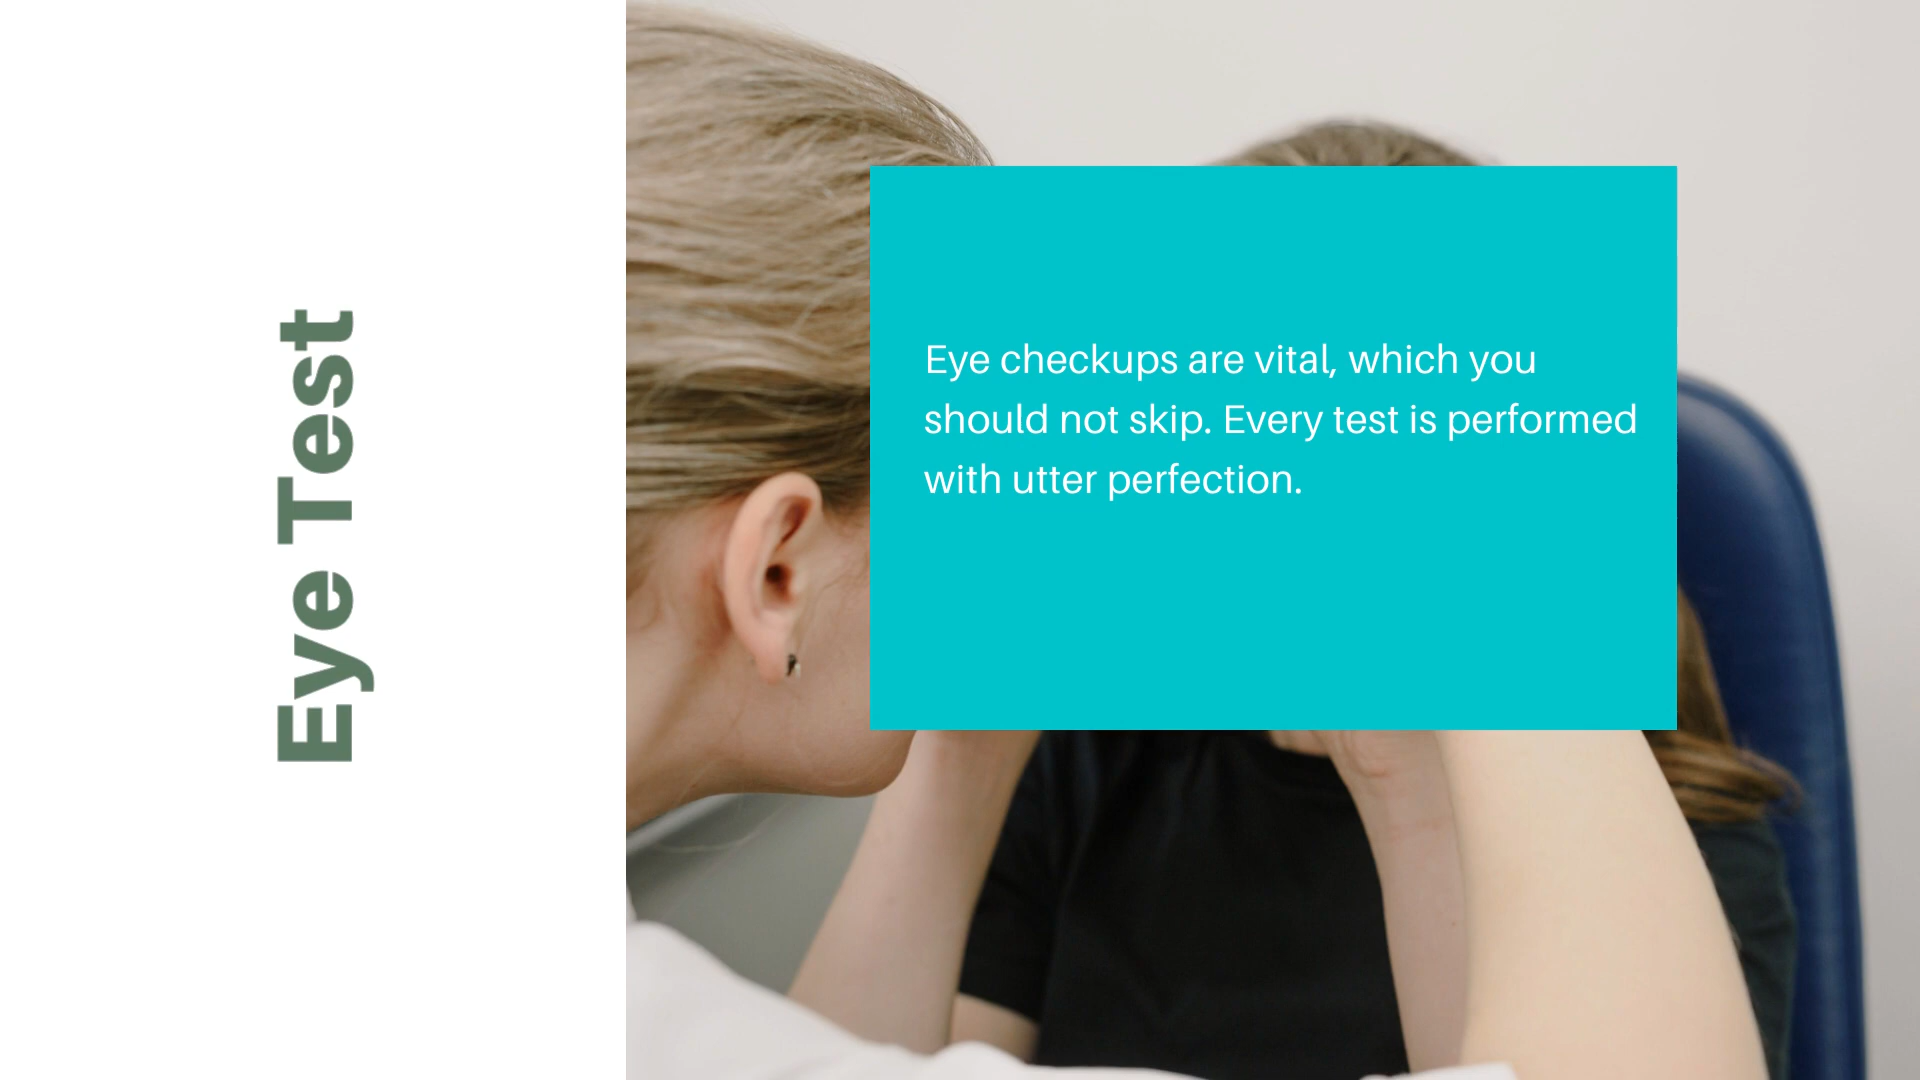 Eye Test
Eye checkups are vital, which you
should not skip. Every test is performed
with utter perfection.